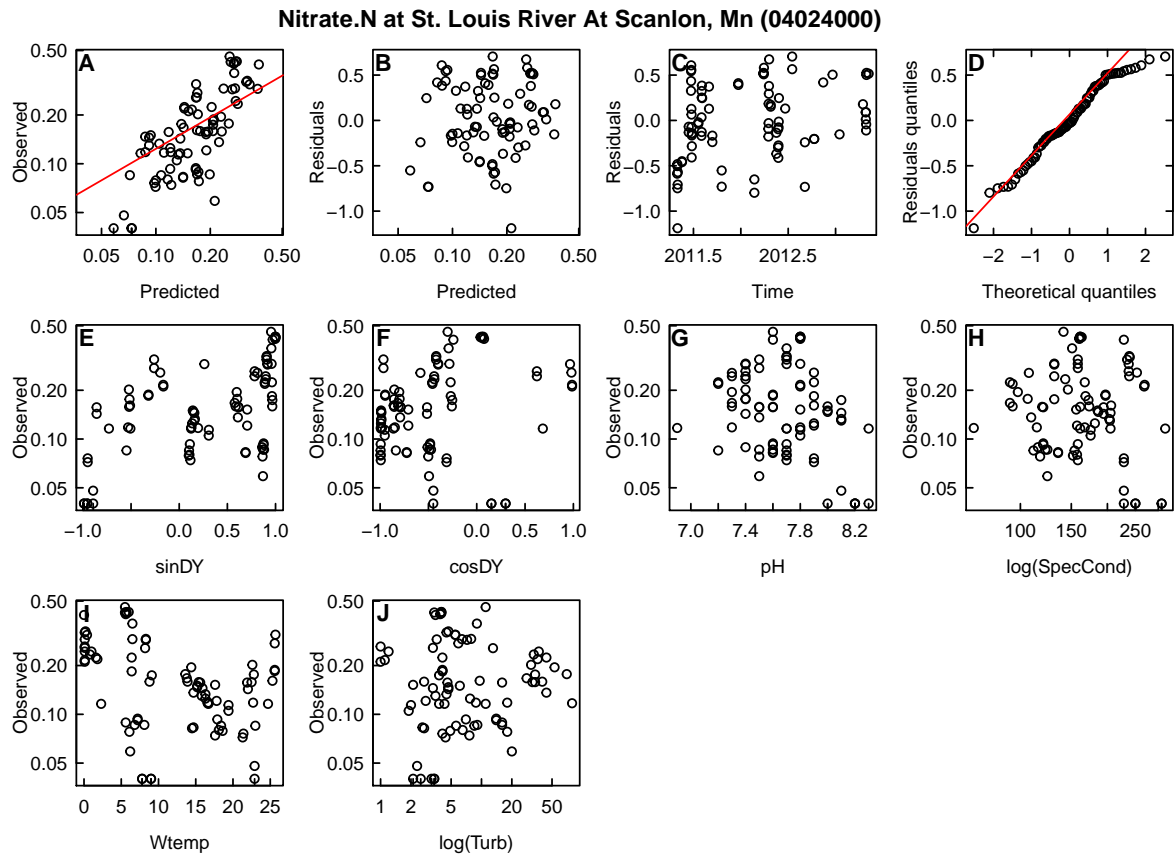 Nitrate.N at St. Louis River At Scanlon, Mn (04024000)
A
Observed
0.50
0.20
0.10
0.05
0.05 0.10 0.20 0.50
Predicted
B
Residuals
0.5
0.0
−0.5
−1.0
0.05 0.10 0.20 0.50
Predicted
C
Residuals
0.5
0.0
−0.5
−1.0
2011.5 2012.5
Time
D
Residuals quantiles
0.5
0.0
−0.5
−1.0
−2 −1 0 1 2
Theoretical quantiles
E
Observed
0.50
0.20
0.10
0.05
−1.0 0.0 0.5 1.0
sinDY
F
Observed
0.50
0.20
0.10
0.05
−1.0 0.0 0.5 1.0
cosDY
G
Observed
0.50
0.20
0.10
0.05
7.0 7.4 7.8 8.2
pH
H
Observed
0.50
0.20
0.10
0.05
100 150 250
log(SpecCond)
I
Observed
0.50
0.20
0.10
0.05
0 5 10 15 20 25
Wtemp
J
Observed
0.50
0.20
0.10
0.05
1 2 5 20 50
log(Turb)